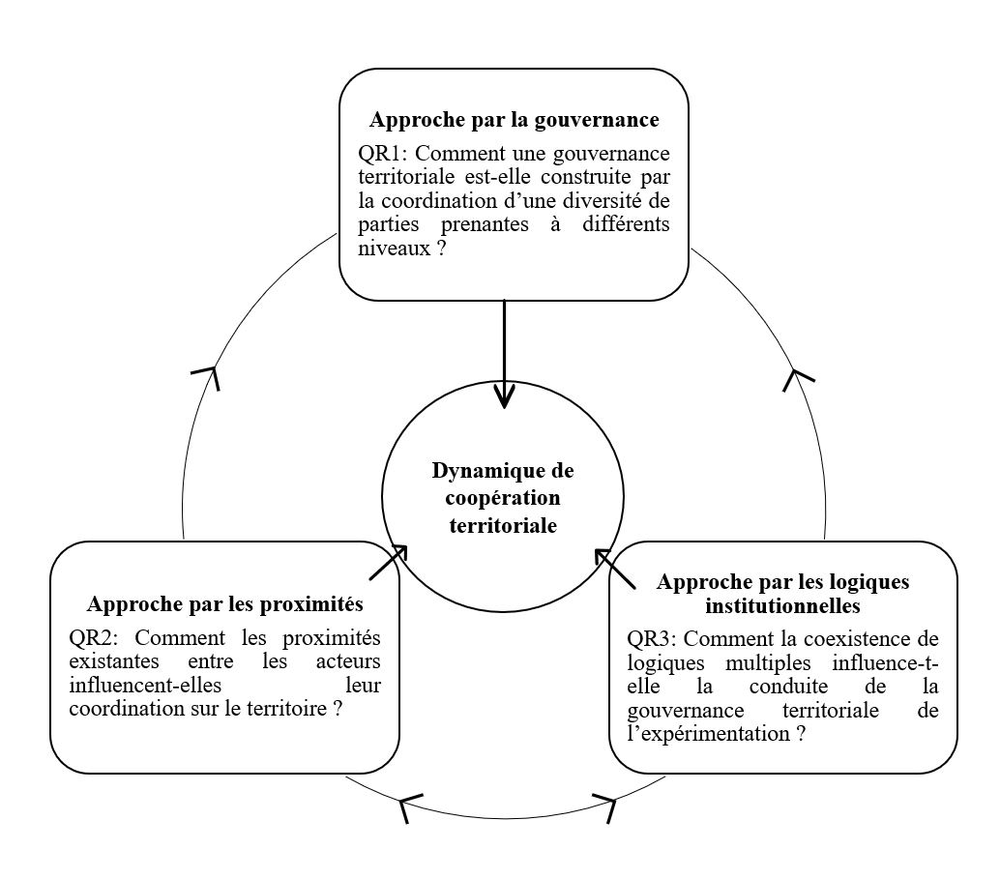 Approche par la gouvernance
QR1: Comment une gouvernance
territoriale est-elle construite par
la coordination d’une diversité de
parties prenantes à différents
niveaux ?
Dynamique de
coopération
territoriale
Approche par les proximités
QR2: Comment les proximités
existantes entre les acteurs
influencent-elles leur
coordination sur le territoire ?
Approche par les logiques
institutionnelles
QR3: Comment la coexistence de
logiques multiples influence-t-
elle la conduite de la
gouvernance territoriale de
l’expérimentation ?